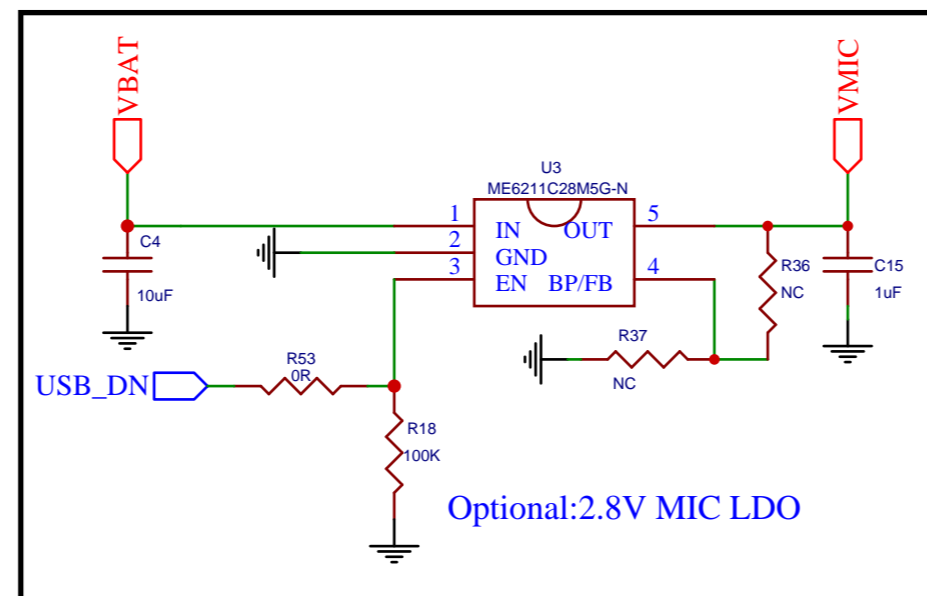 VBAT
VMIC
U3
ME6211C28M5G-N
1
IN
OUT
5
2
GND
3
EN
BP/FB
4
C4
10uF
R36
NC
C15
1uF
R37
NC
R53
0R
USB_DN
R18
100K
Optional:2.8V MIC LDO